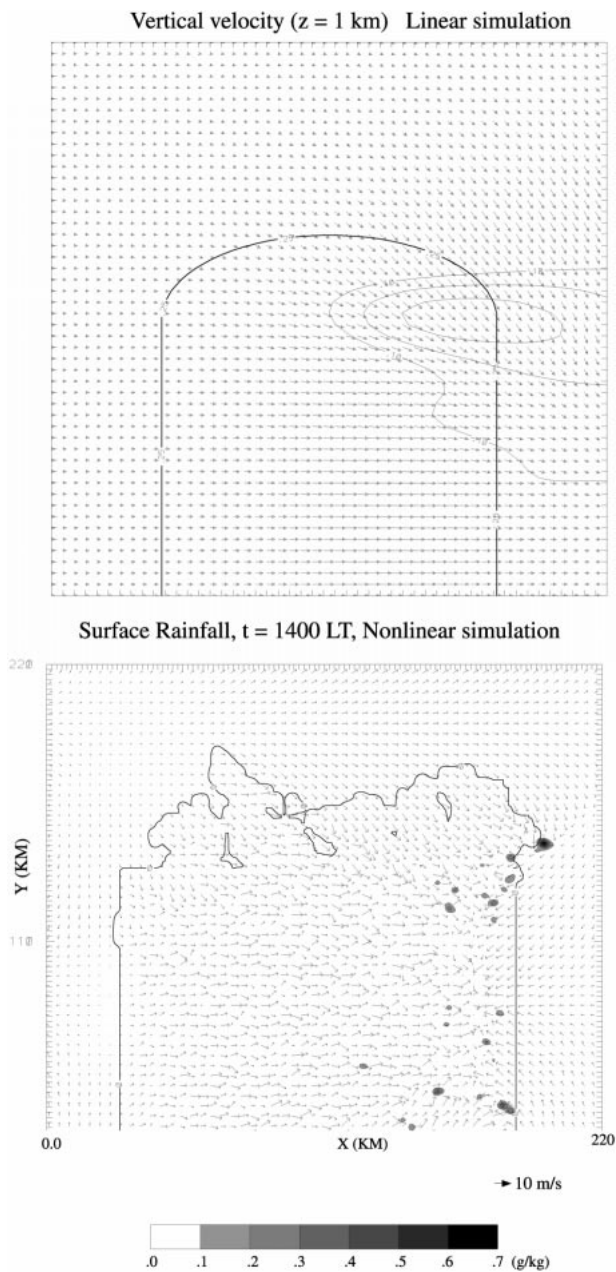 Vertical velocity (z = 1 km) Linear simulation
Surface Rainfall, t = 1400 LT, Nonlinear simulation
220
Y (KM)
110
0.0 X (KM) 220
10 m/s
.0 .1 .2 .3 .4 .5 .6 .7 (g/kg)